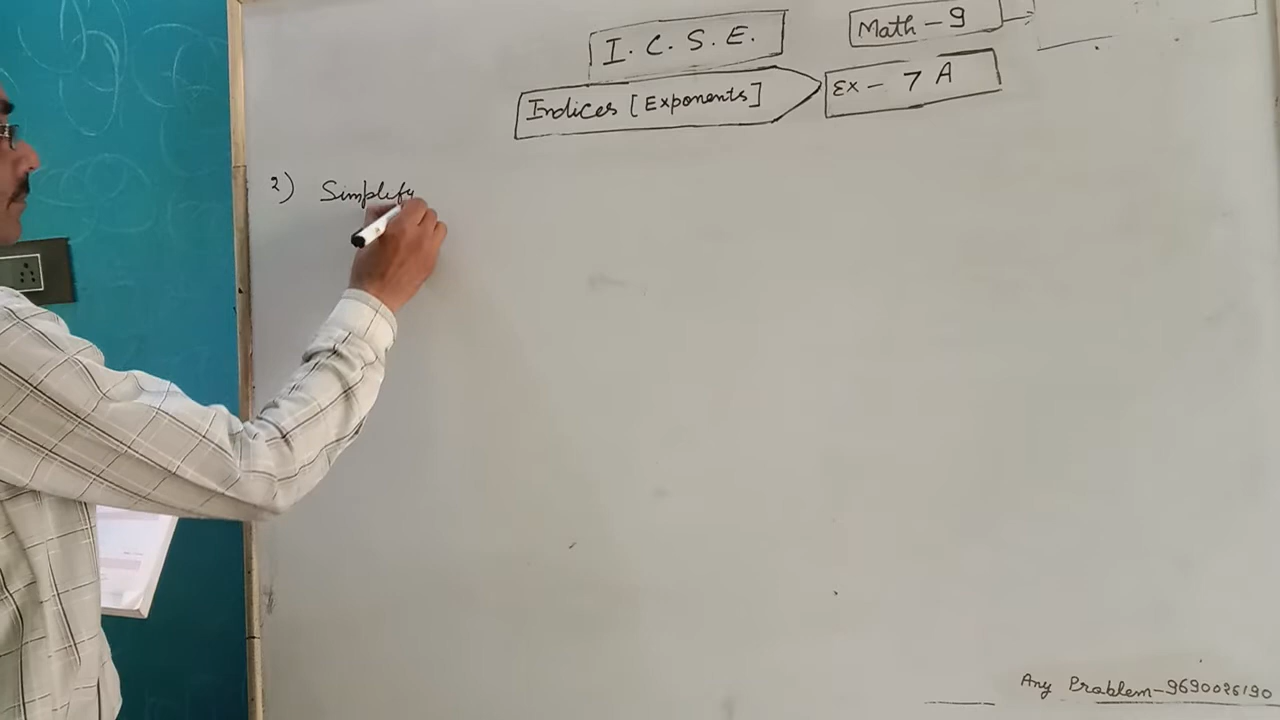 I. C. S. E.
Math - 9
Indices [Exponents]
Ex - 7 A
2) Simplify
Any Problem-9690026190